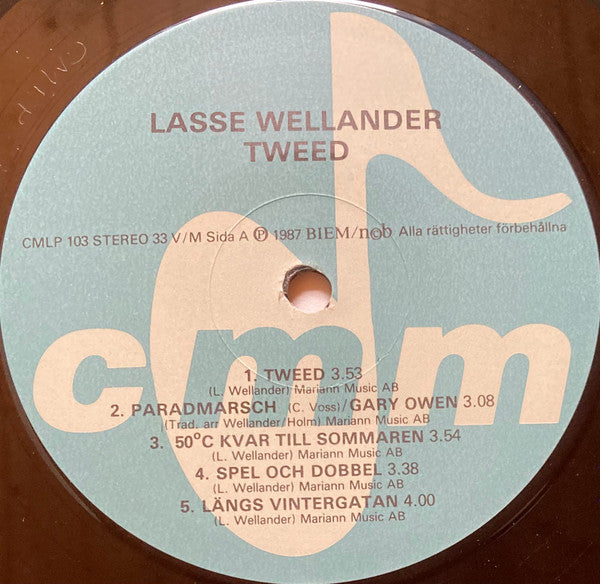 LASSE WELLANDER
TWEED
CMLP 103 STEREO 33 V/M Sida A Ⓟ 1987 BIEM/ncb Alla rättigheter förbehållna
cmm
1. TWEED 3.53
(L. Wellander) Mariann Music AB
2. PARADMARSCH (C. Voss)/GARY OWEN 3.08
(Trad. arr Wellander/Holm) Mariann Music AB
3. 50°C KVAR TILL SOMMAREN 3.54
(L. Wellander) Mariann Music AB
4. SPEL OCH DOBBEL 3.38
(L. Wellander) Mariann Music AB
5. LÄNGS VINTERGATAN 4.00
(L. Wellander) Mariann Music AB